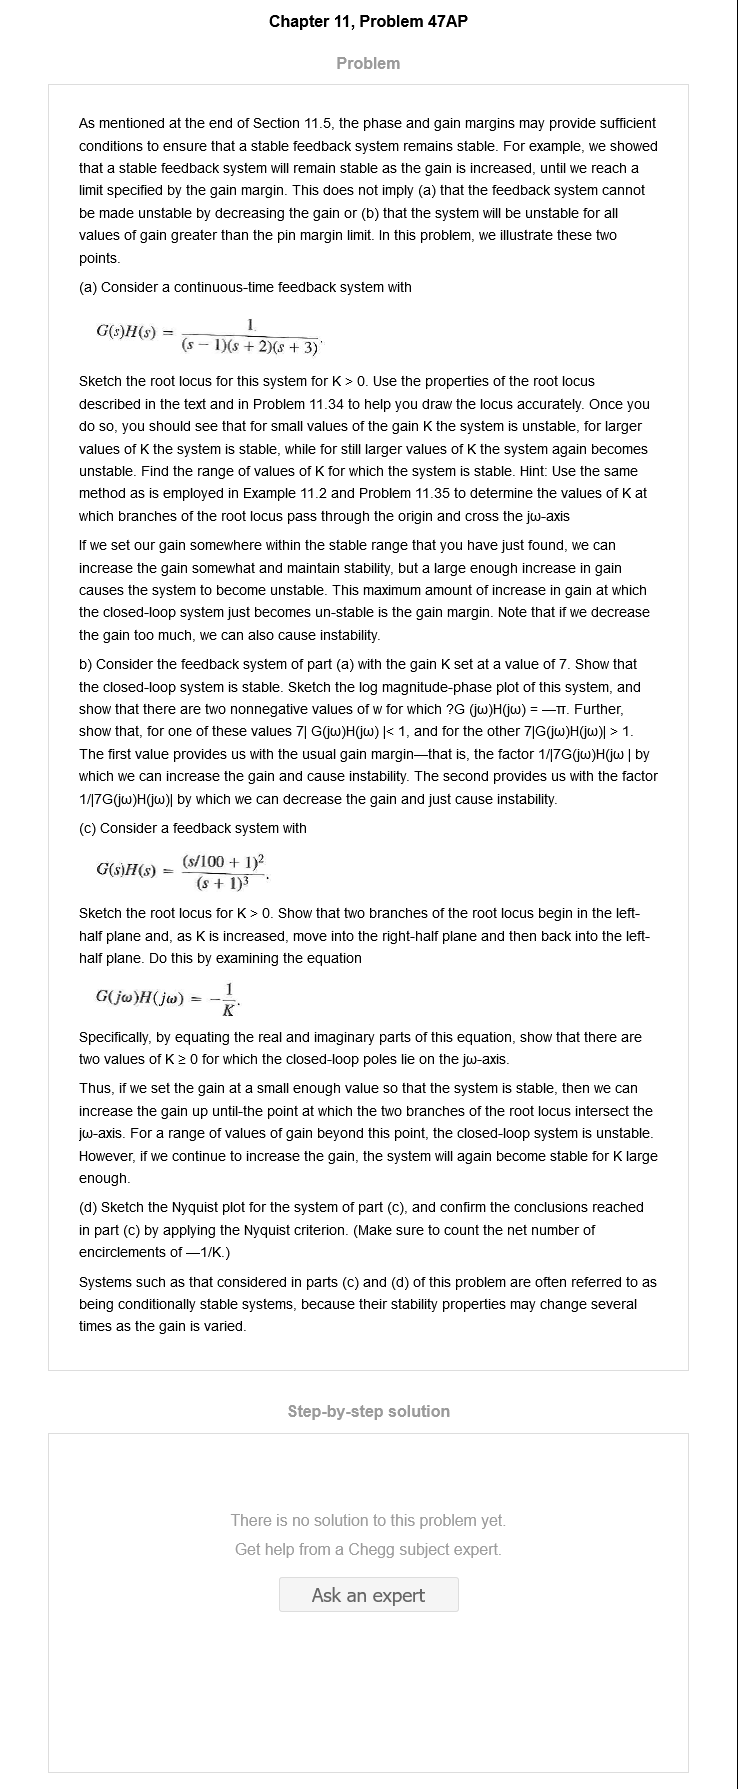 Chapter 11, Problem 47AP
Problem
As mentioned at the end of Section 11.5, the phase and gain margins may provide sufficient
conditions to ensure that a stable feedback system remains stable. For example, we showed
that a stable feedback system will remain stable as the gain is increased, until we reach a
limit specified by the gain margin. This does not imply (a) that the feedback system cannot
be made unstable by decreasing the gain or (b) that the system will be unstable for all
values of gain greater than the pin margin limit. In this problem, we illustrate these two
points.
(a) Consider a continuous-time feedback system with
G(s)H(s) = 1 / (s − 1)(s + 2)(s + 3).
Sketch the root locus for this system for K > 0. Use the properties of the root locus
described in the text and in Problem 11.34 to help you draw the locus accurately. Once you
do so, you should see that for small values of the gain K the system is unstable, for larger
values of K the system is stable, while for still larger values of K the system again becomes
unstable. Find the range of values of K for which the system is stable. Hint: Use the same
method as is employed in Example 11.2 and Problem 11.35 to determine the values of K at
which branches of the root locus pass through the origin and cross the jω-axis
If we set our gain somewhere within the stable range that you have just found, we can
increase the gain somewhat and maintain stability, but a large enough increase in gain
causes the system to become unstable. This maximum amount of increase in gain at which
the closed-loop system just becomes un-stable is the gain margin. Note that if we decrease
the gain too much, we can also cause instability.
b) Consider the feedback system of part (a) with the gain K set at a value of 7. Show that
the closed-loop system is stable. Sketch the log magnitude-phase plot of this system, and
show that there are two nonnegative values of w for which ?G (jω)H(jω) = —π. Further,
show that, for one of these values 7| G(jω)H(jω) |< 1, and for the other 7|G(jω)H(jω)| > 1.
The first value provides us with the usual gain margin—that is, the factor 1/|7G(jω)H(jω | by
which we can increase the gain and cause instability. The second provides us with the factor
1/|7G(jω)H(jω)| by which we can decrease the gain and just cause instability.
(c) Consider a feedback system with
G(s)H(s) = (s/100 + 1)² / (s + 1)³.
Sketch the root locus for K > 0. Show that two branches of the root locus begin in the left-
half plane and, as K is increased, move into the right-half plane and then back into the left-
half plane. Do this by examining the equation
G(jω)H(jω) = −1/K.
Specifically, by equating the real and imaginary parts of this equation, show that there are
two values of K ≥ 0 for which the closed-loop poles lie on the jω-axis.
Thus, if we set the gain at a small enough value so that the system is stable, then we can
increase the gain up until-the point at which the two branches of the root locus intersect the
jω-axis. For a range of values of gain beyond this point, the closed-loop system is unstable.
However, if we continue to increase the gain, the system will again become stable for K large
enough.
(d) Sketch the Nyquist plot for the system of part (c), and confirm the conclusions reached
in part (c) by applying the Nyquist criterion. (Make sure to count the net number of
encirclements of —1/K.)
Systems such as that considered in parts (c) and (d) of this problem are often referred to as
being conditionally stable systems, because their stability properties may change several
times as the gain is varied.
Step-by-step solution
There is no solution to this problem yet.
Get help from a Chegg subject expert.
Ask an expert